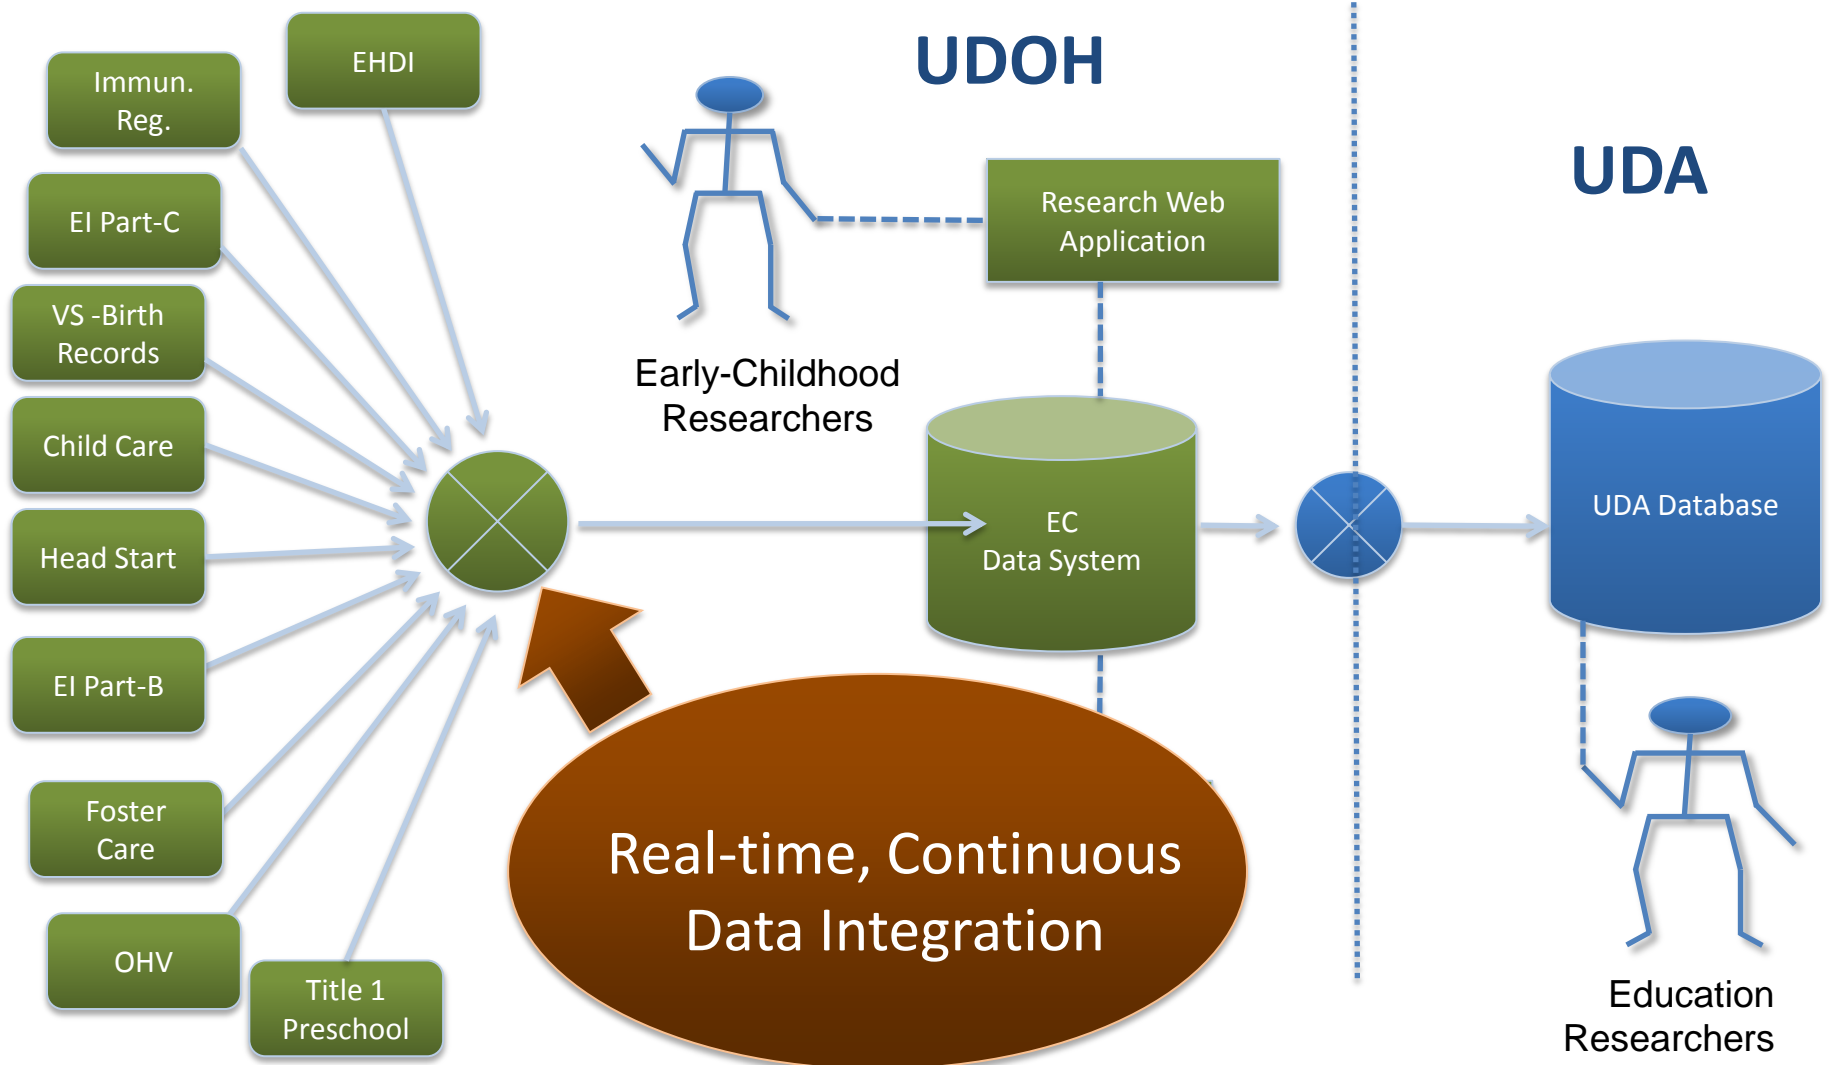 EHDI
Immun.
Reg.
EI Part-C
VS -Birth
Records
Child Care
Head Start
EI Part-B
Foster
Care
OHV
Title 1
Preschool
UDOH
Early-Childhood
Researchers
Research Web
Application
EC
Data System
Real-time, Continuous
Data Integration
UDA
UDA Database
Education
Researchers